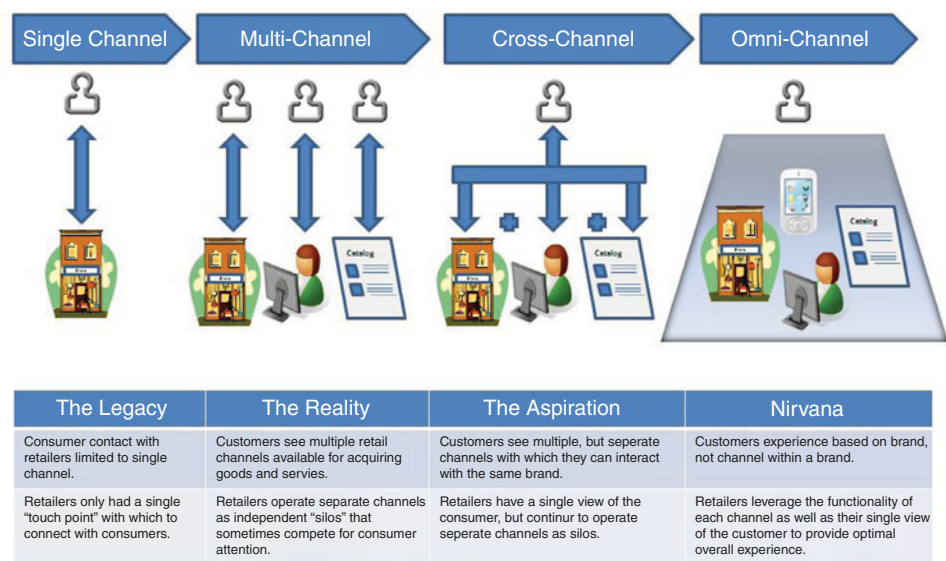 Single Channel
Multi-Channel
Cross-Channel
Omni-Channel
Catalog
Catalog
Catalog
The Legacy
The Reality
The Aspiration
Nirvana
Consumer contact with
retailers limited to single
channel.
Customers see multiple retail
channels available for acquiring
goods and servies.
Customers see multiple, but seperate
channels with which they can interact
with the same brand.
Customers experience based on brand,
not channel within a brand.
Retailers only had a single
“touch point” with which to
connect with consumers.
Retailers operate separate channels
as independent “silos” that
sometimes compete for consumer
attention.
Retailers have a single view of the
consumer, but continur to operate
seperate channels as silos.
Retailers leverage the functionality of
each channel as well as their single view
of the customer to provide optimal
overall experience.